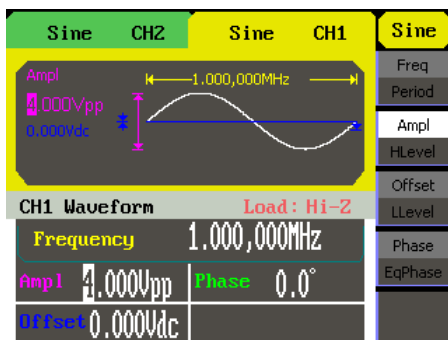 Sine CH2 Sine CH1 Sine
Ampl
1.000,000MHz
4.000Vpp
0.000Vdc
CH1 Waveform Load: Hi-Z
Frequency 1.000,000MHz
Ampl 4.000Vpp Phase 0.0°
Offset 0.000Vdc
Freq
Period
Ampl
HLevel
Offset
LLevel
Phase
EqPhase